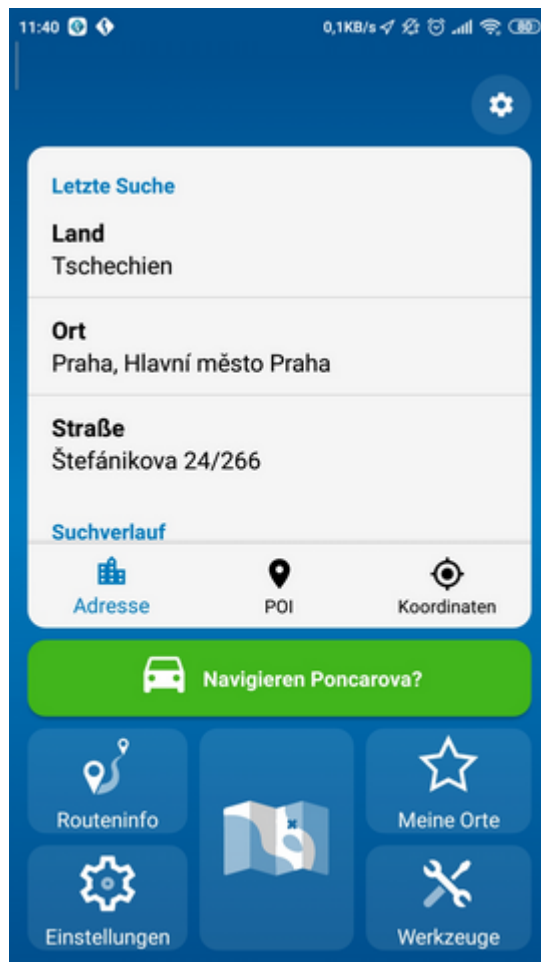 11:40 0,1KB/s 80
Letzte Suche
Land
Tschechien
Ort
Praha, Hlavní město Praha
Straße
Štefánikova 24/266
Suchverlauf
Adresse POI Koordinaten
Navigieren Poncarova?
Routeninfo Meine Orte
Einstellungen Werkzeuge